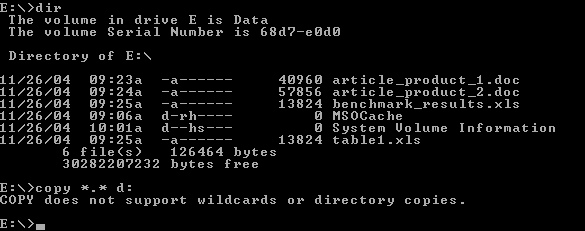 E:\>dir
The volume in drive E is Data
The volume Serial Number is 68d7-e0d0
Directory of E:\
11/26/04 09:23a -a------ 40960 article_product_1.doc
11/26/04 09:24a -a------ 57856 article_product_2.doc
11/26/04 09:25a -a------ 13824 benchmark_results.xls
11/26/04 09:06a d-rh---- 0 MSOCache
11/26/04 10:01a d--hs--- 0 System Volume Information
11/26/04 09:25a -a------ 13824 table1.xls
6 file(s) 126464 bytes
30282207232 bytes free
E:\>copy *.* d:
COPY does not support wildcards or directory copies.
E:\>